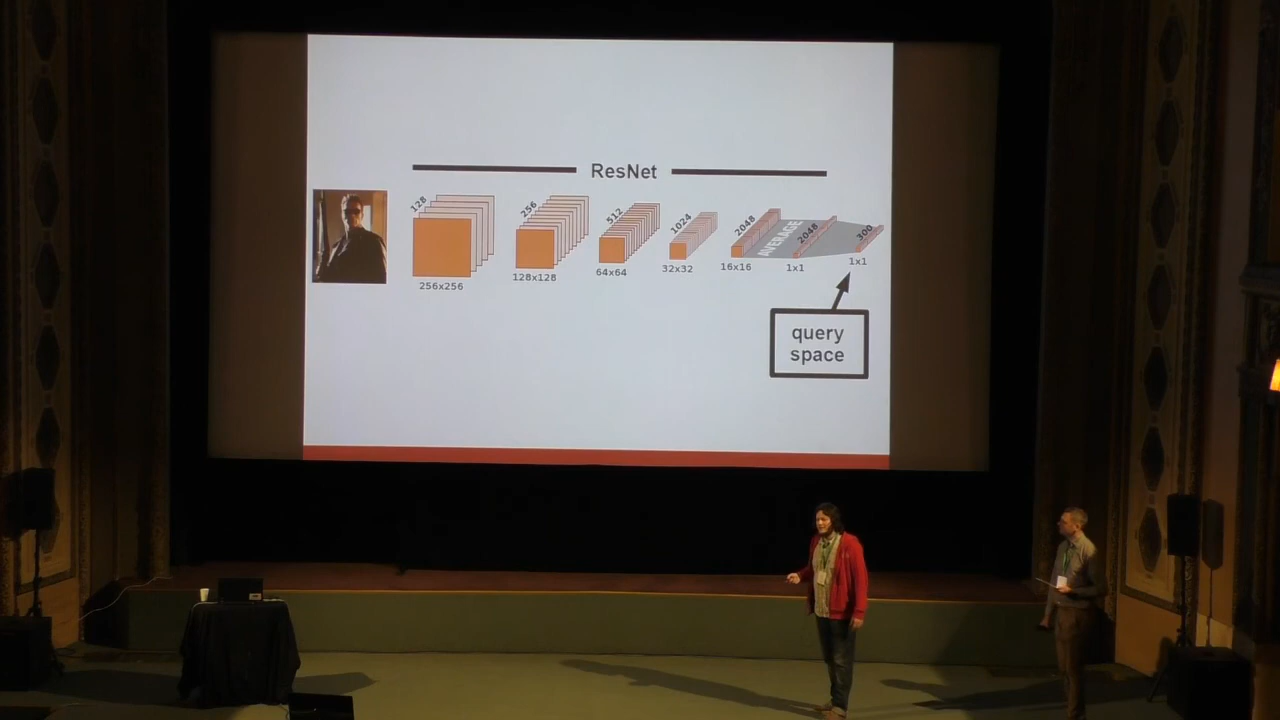 ResNet
128
256
512
1024
2048
AVERAGE
2048
300
256x256
128x128
64x64
32x32
16x16
1x1
1x1
query
space